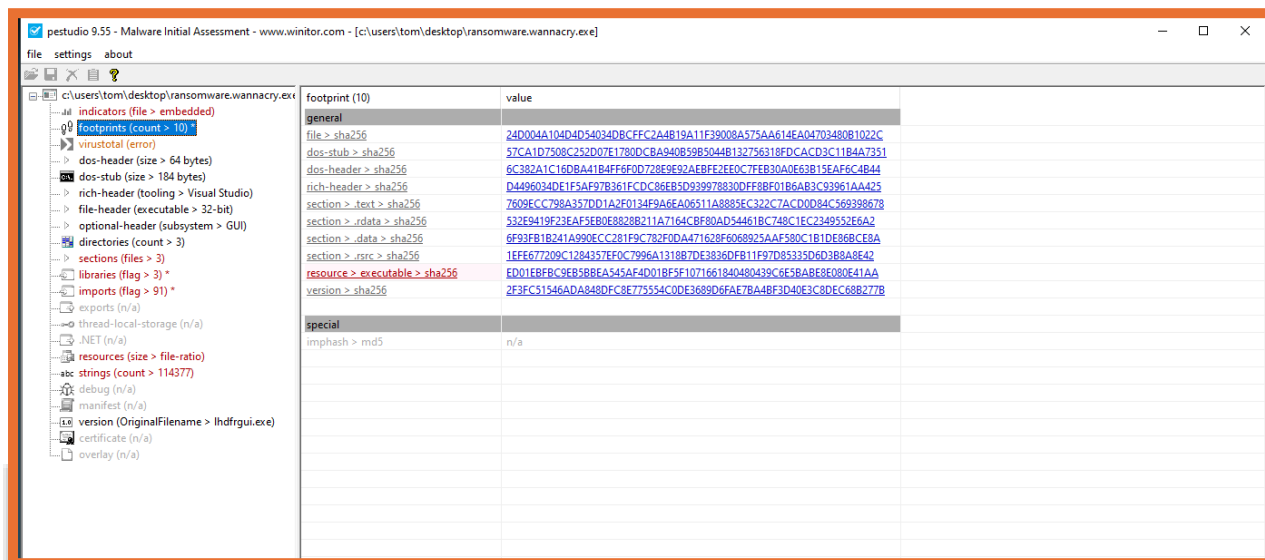 pestudio 9.55 - Malware Initial Assessment - www.winitor.com - [c:\users\tom\desktop\ransomware.wannacry.exe]
file settings about
c:\users\tom\desktop\ransomware.wannacry.exe
indicators (file > embedded)
footprints (count > 10) *
virustotal (error)
dos-header (size > 64 bytes)
dos-stub (size > 184 bytes)
rich-header (tooling > Visual Studio)
file-header (executable > 32-bit)
optional-header (subsystem > GUI)
directories (count > 3)
sections (files > 3)
libraries (flag > 3) *
imports (flag > 91) *
exports (n/a)
thread-local-storage (n/a)
.NET (n/a)
resources (size > file-ratio)
abc strings (count > 114377)
debug (n/a)
manifest (n/a)
1.0 version (OriginalFilename > lhdfrgui.exe)
certificate (n/a)
overlay (n/a)
footprint (10) value
general
file > sha256 24D004A104D4D54034DBCFFC2A4B19A11F39008A575AA614EA04703480B1022C
dos-stub > sha256 57CA1D7508C252D07E1780DCBA940B59B5044B132756318FDCACD3C11B4A7351
dos-header > sha256 6C382A1C16DBA41B4FF6F0D728E9E92AEBFE2EE0C7FEB30A0E63B15EAF6C4B44
rich-header > sha256 D4496034DE1F5AF97B361FCDC86EB5D939978830DFF8BF01B6AB3C93961AA425
section > .text > sha256 7609ECC798A357DD1A2F0134F9A6EA06511A8885EC322C7ACD0D84C569398678
section > .rdata > sha256 532E9419F23EAF5EB0E8828B211A7164CBF80AD54461BC748C1EC2349552E6A2
section > .data > sha256 6F93FB1B241A990ECC281F9C782F0DA471628F6068925AAF580C1B1DE86BCE8A
section > .rsrc > sha256 1EFE677209C1284357EF0C7996A1318B7DE3836DFB11F97D85335D6D3B8A8E42
resource > executable > sha256 ED01EBFBC9EB5BBEA545AF4D01BF5F1071661840480439C6E5BABE8E080E41AA
version > sha256 2F3FC51546ADA848DFC8E775554C0DE3689D6FAE7BA4BF3D40E3C8DEC68B277B
special
imphash > md5 n/a